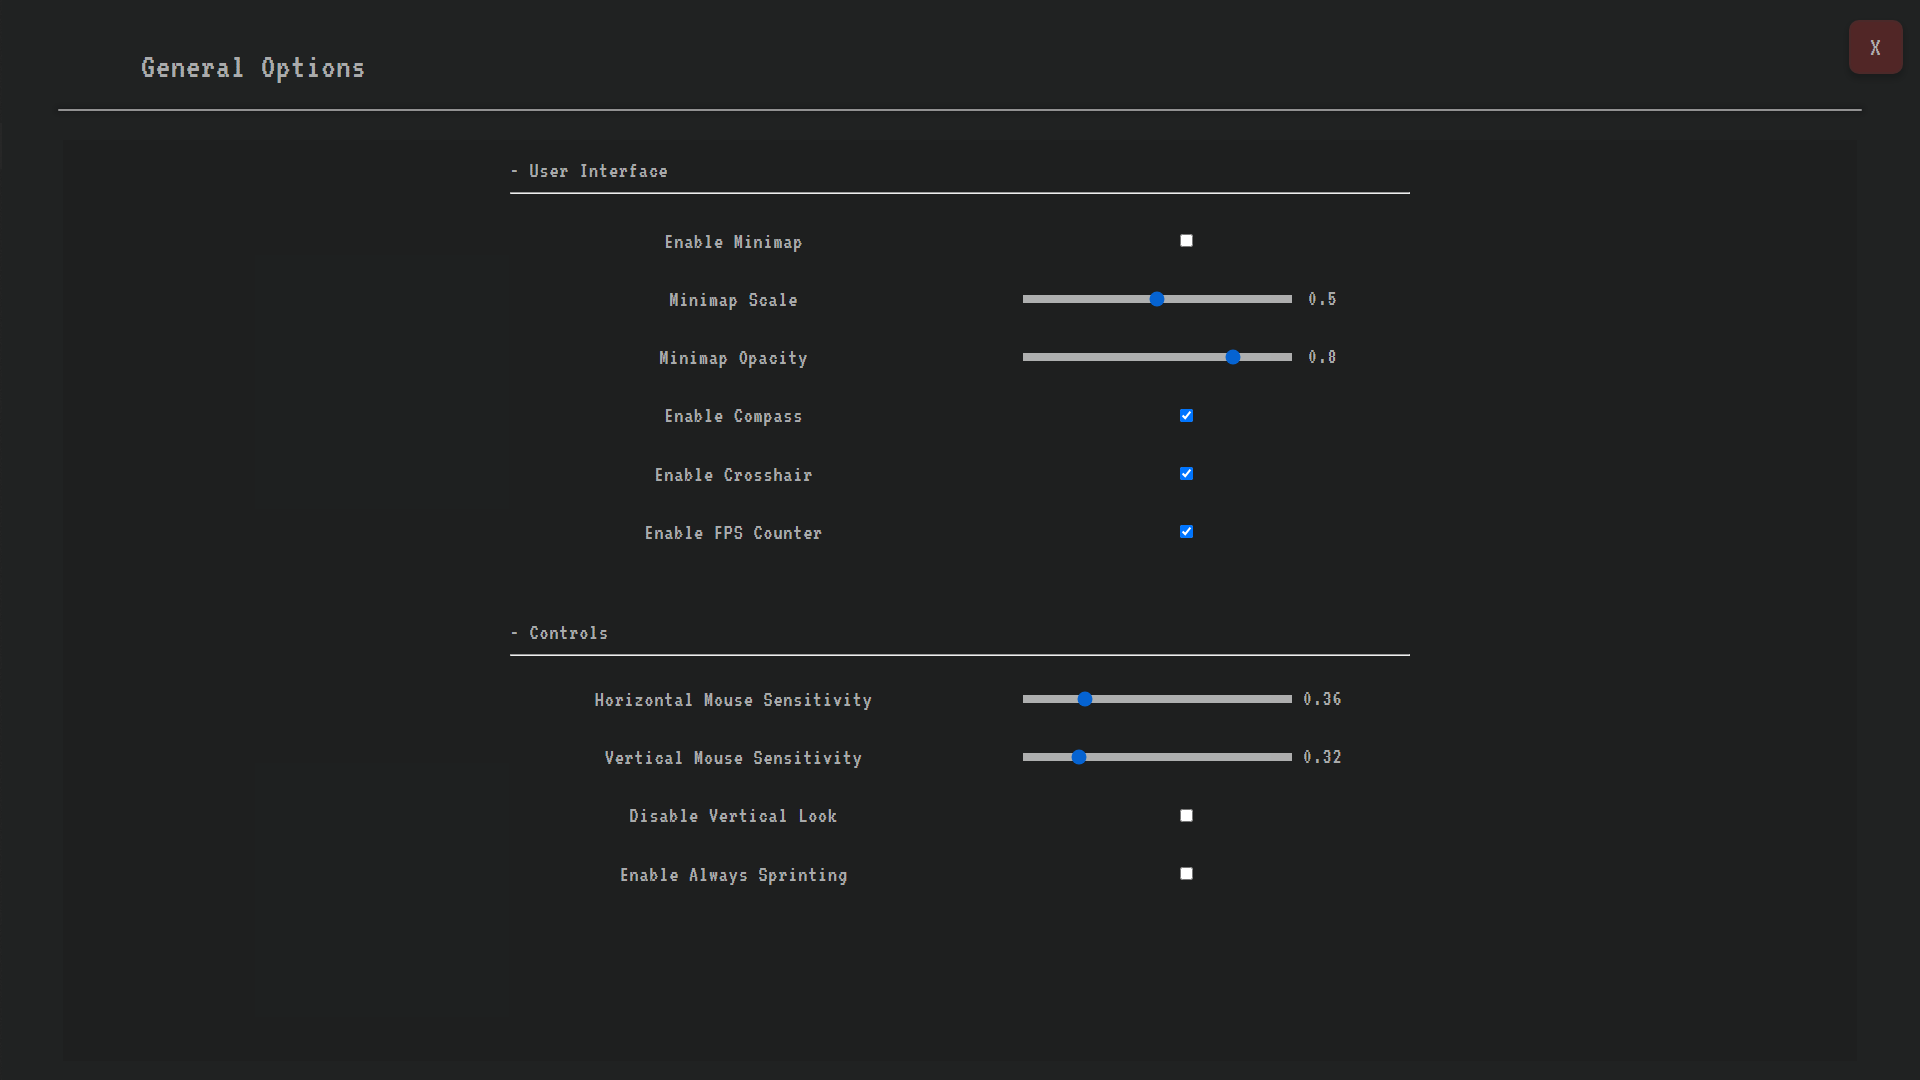 General Options
X
- User Interface
Enable Minimap
Minimap Scale 0.5
Minimap Opacity 0.8
Enable Compass
Enable Crosshair
Enable FPS Counter
- Controls
Horizontal Mouse Sensitivity 0.36
Vertical Mouse Sensitivity 0.32
Disable Vertical Look
Enable Always Sprinting